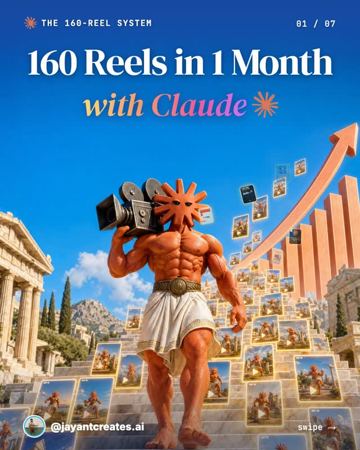 THE 160-REEL SYSTEM
01 / 07
160 Reels in 1 Month
with Claude
@jayantcreates.ai
swipe →